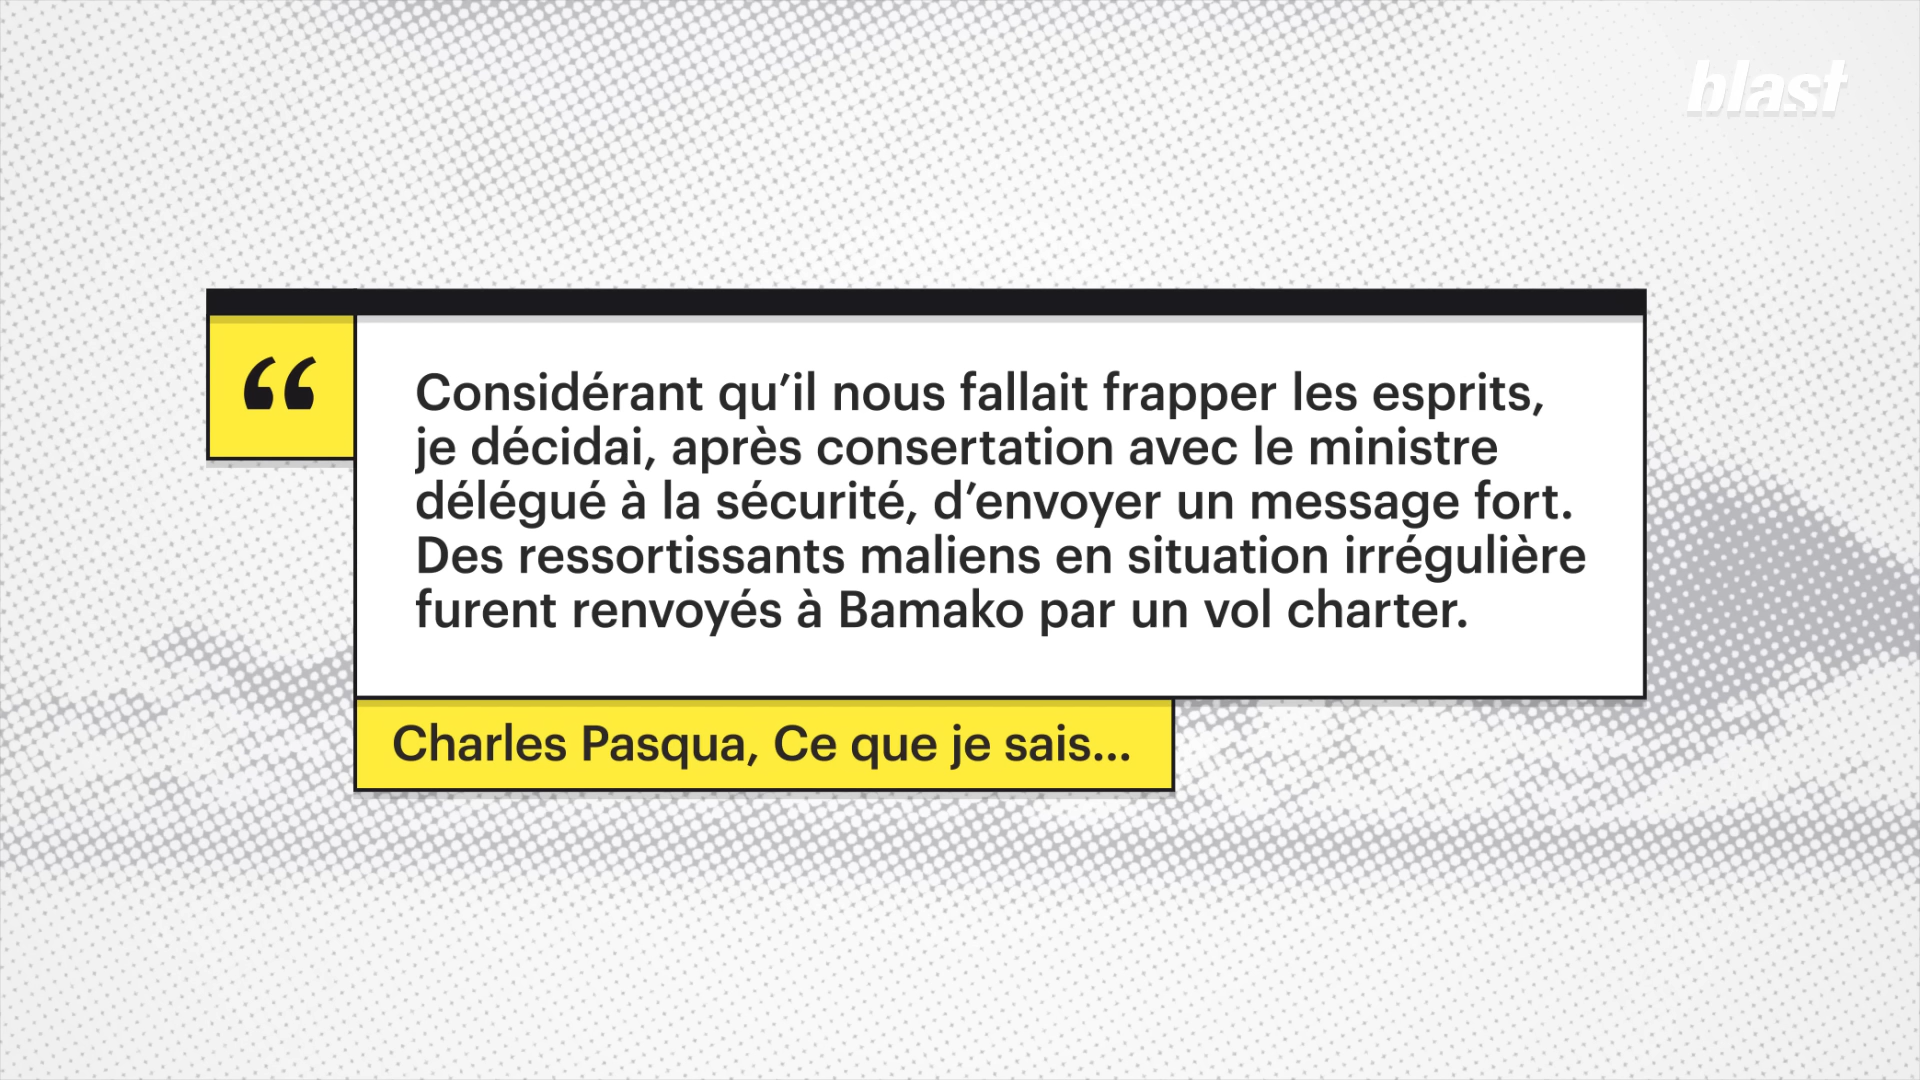 blast
“
Considérant qu’il nous fallait frapper les esprits,
je décidai, après consertation avec le ministre
délégué à la sécurité, d’envoyer un message fort.
Des ressortissants maliens en situation irrégulière
furent renvoyés à Bamako par un vol charter.
Charles Pasqua, Ce que je sais...